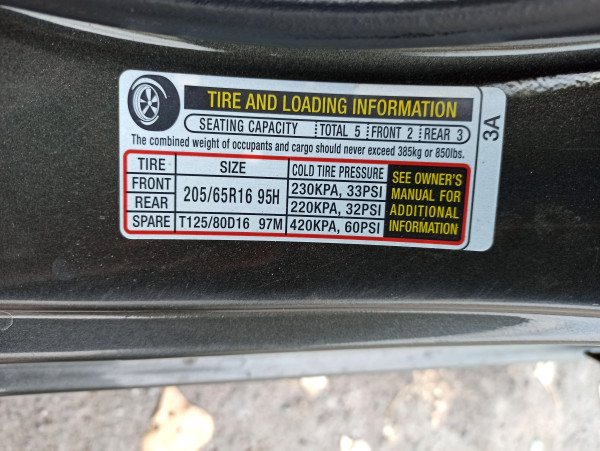 TIRE AND LOADING INFORMATION
SEATING CAPACITY TOTAL 5 FRONT 2 REAR 3
The combined weight of occupants and cargo should never exceed 385kg or 850lbs.
TIRE SIZE COLD TIRE PRESSURE
FRONT 205/65R16 95H 230KPA, 33PSI
REAR 220KPA, 32PSI
SPARE T125/80D16 97M 420KPA, 60PSI
SEE OWNER'S
MANUAL FOR
ADDITIONAL
INFORMATION
3A